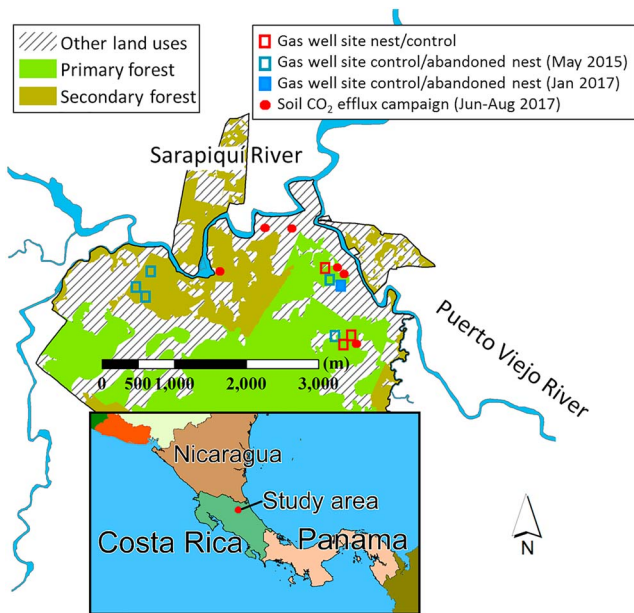 Other land uses
Primary forest
Secondary forest
Gas well site nest/control
Gas well site control/abandoned nest (May 2015)
Gas well site control/abandoned nest (Jan 2017)
Soil CO₂ efflux campaign (Jun-Aug 2017)
Sarapiquí River
Puerto Viejo River
(m)
0 500 1,000 2,000 3,000
Nicaragua
Study area
Costa Rica
Panama
N